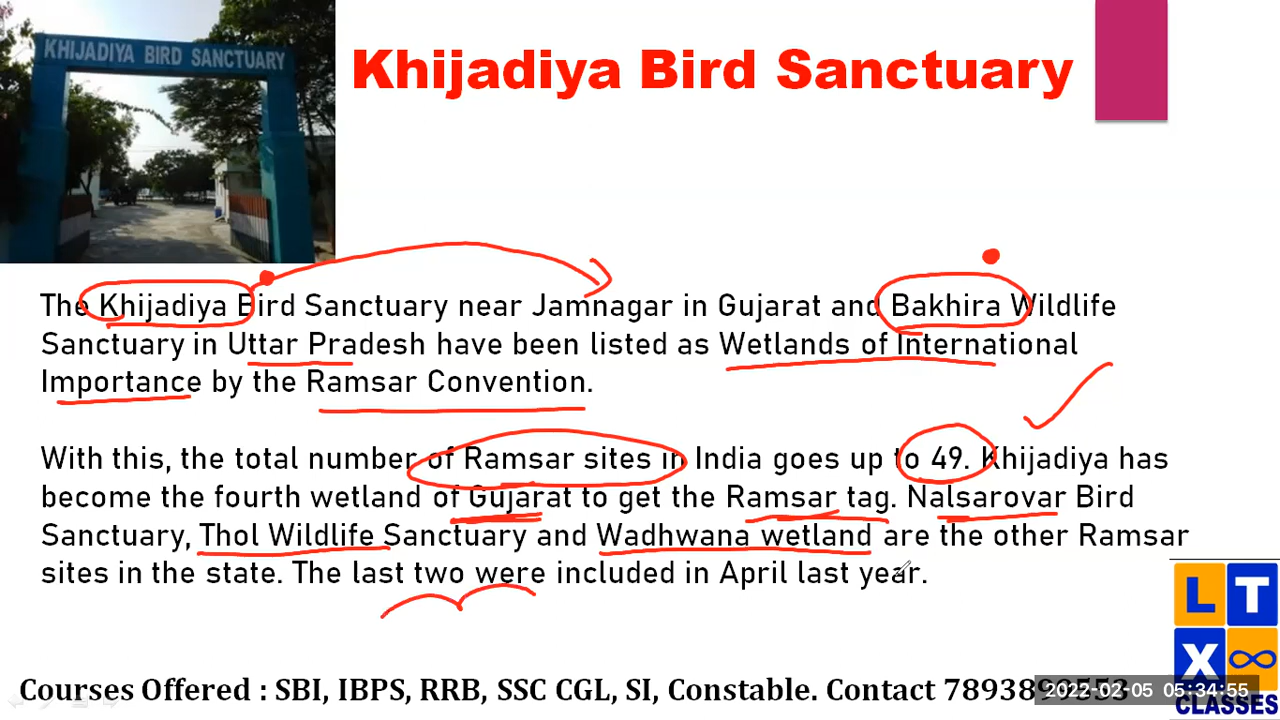 KHIJADIYA BIRD SANCTUARY
Khijadiya Bird Sanctuary
The Khijadiya Bird Sanctuary near Jamnagar in Gujarat and Bakhira Wildlife
Sanctuary in Uttar Pradesh have been listed as Wetlands of International
Importance by the Ramsar Convention.
With this, the total number of Ramsar sites in India goes up to 49. Khijadiya has
become the fourth wetland of Gujarat to get the Ramsar tag. Nalsarovar Bird
Sanctuary, Thol Wildlife Sanctuary and Wadhwana wetland are the other Ramsar
sites in the state. The last two were included in April last year.
LT
X∞
CLASSES
Courses Offered : SBI, IBPS, RRB, SSC CGL, SI, Constable. Contact
2022-02-05 05:34:55